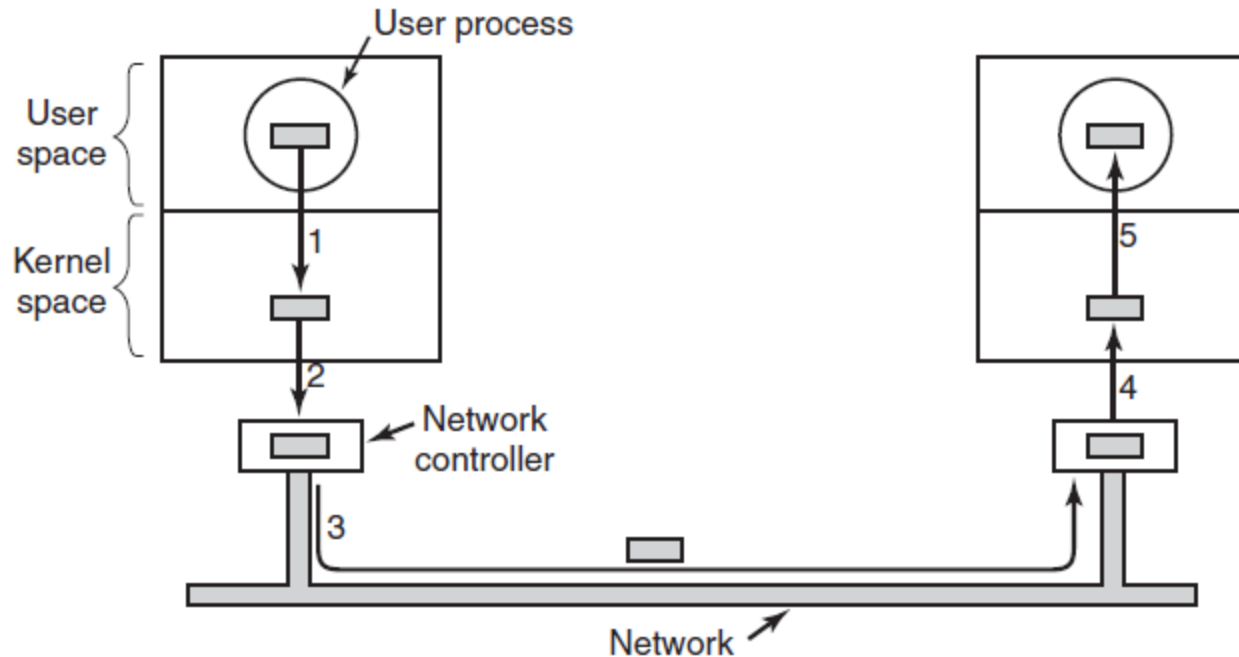 User process
User
space
1
5
Kernel
space
2
4
Network
controller
3
Network